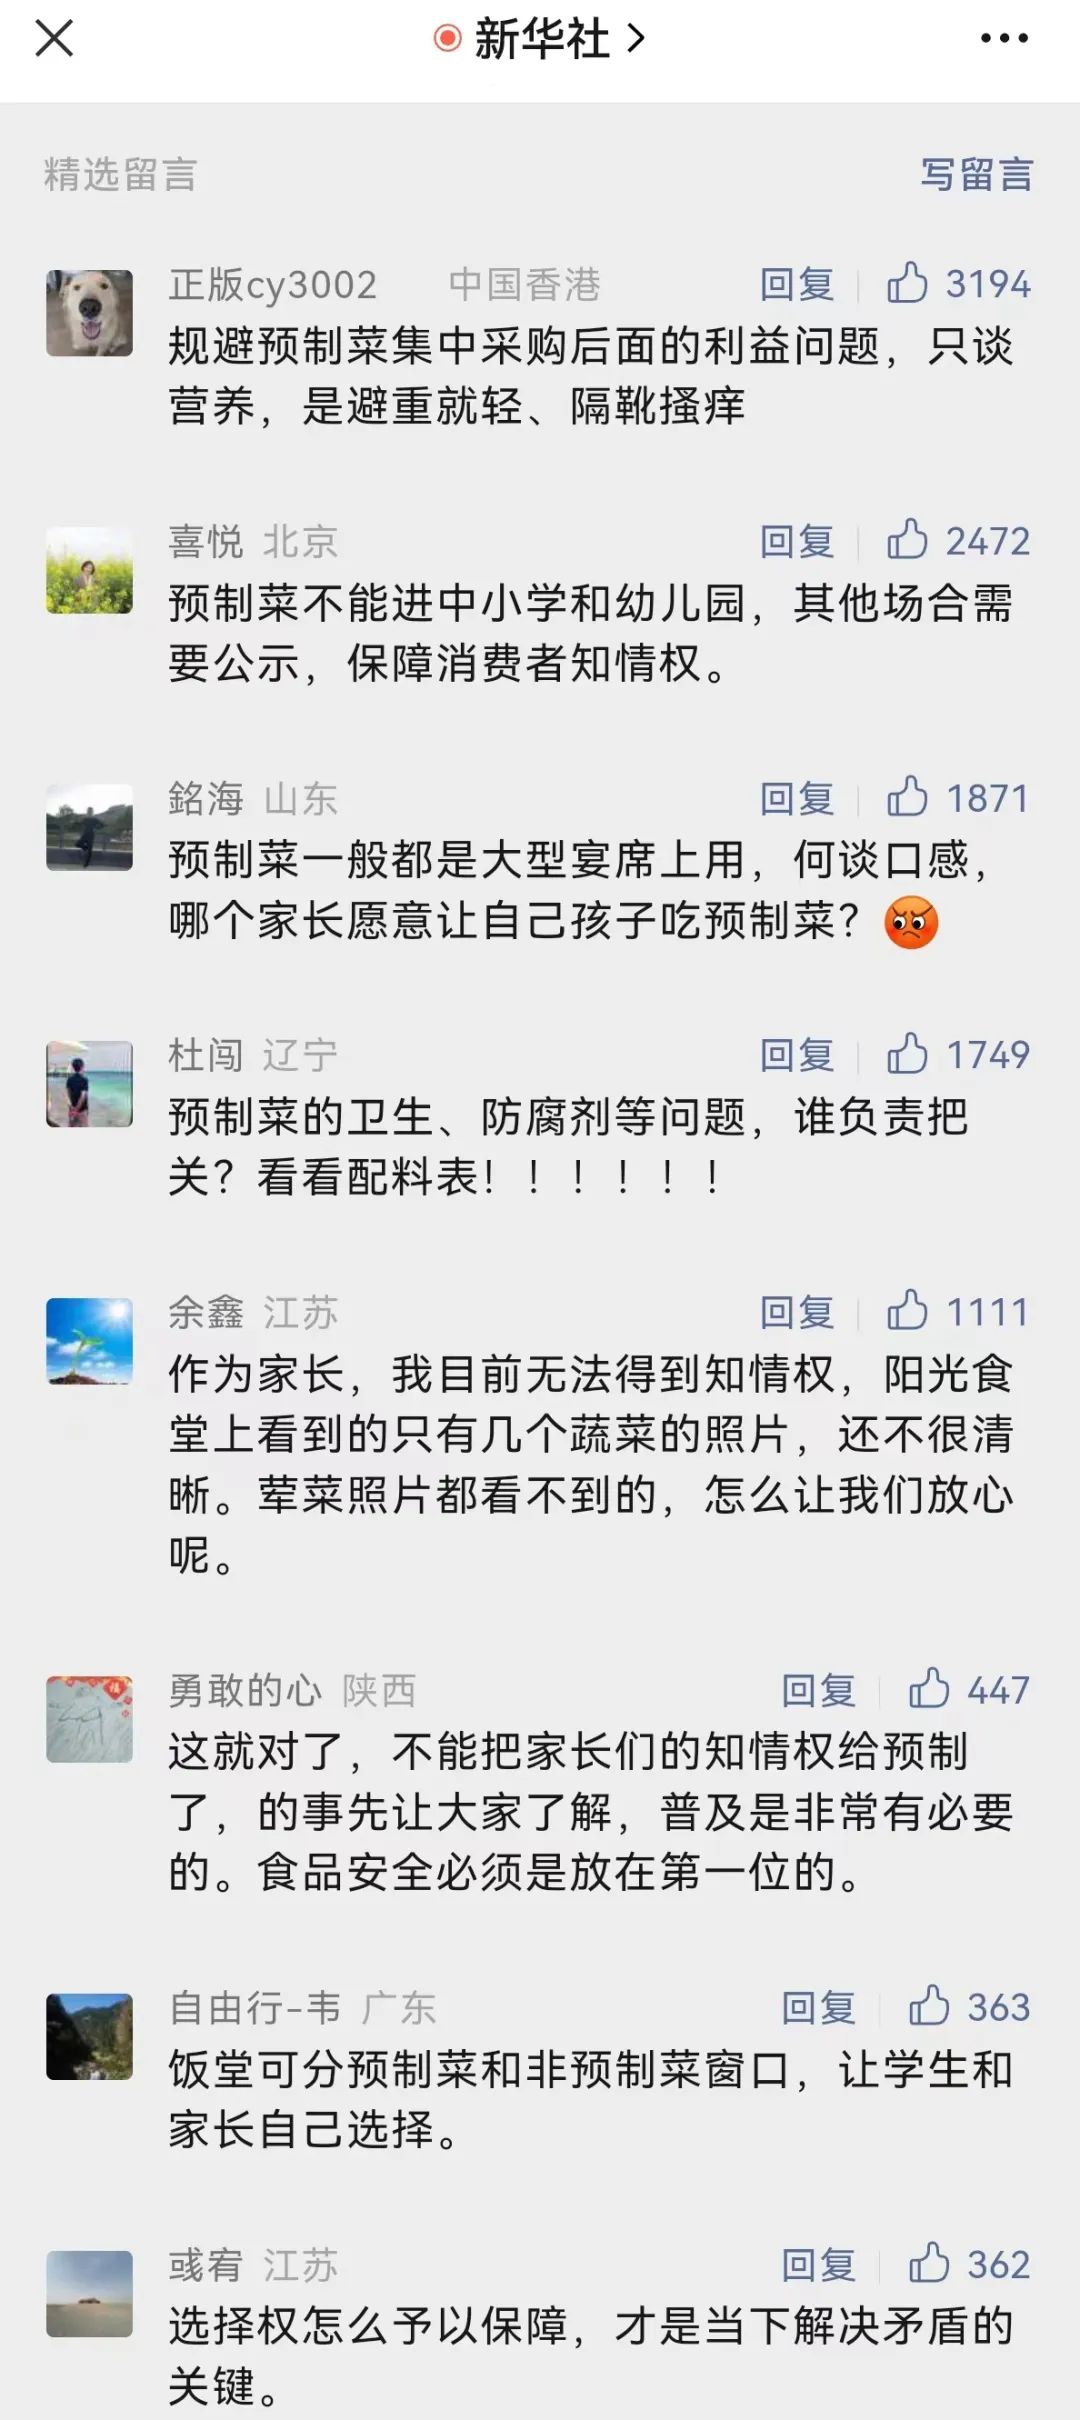 新华社
精选留言 写留言
正版cy3002 中国香港 回复 3194
规避预制菜集中采购后面的利益问题，只谈
营养，是避重就轻、隔靴搔痒
喜悦 北京 回复 2472
预制菜不能进中小学和幼儿园，其他场合需
要公示，保障消费者知情权。
銘海 山东 回复 1871
预制菜一般都是大型宴席上用，何谈口感，
哪个家长愿意让自己孩子吃预制菜？😡
杜闯 辽宁 回复 1749
预制菜的卫生、防腐剂等问题，谁负责把
关？看看配料表！！！！！！
余鑫 江苏 回复 1111
作为家长，我目前无法得到知情权，阳光食
堂上看到的只有几个蔬菜的照片，还不很清
晰。荤菜照片都看不到的，怎么让我们放心
呢。
勇敢的心 陕西 回复 447
这就对了，不能把家长们的知情权给预制
了，的事先让大家了解，普及是非常有必要
的。食品安全必须是放在第一位的。
自由行-韦 广东 回复 363
饭堂可分预制菜和非预制菜窗口，让学生和
家长自己选择。
彧宥 江苏 回复 362
选择权怎么予以保障，才是当下解决矛盾的
关键。